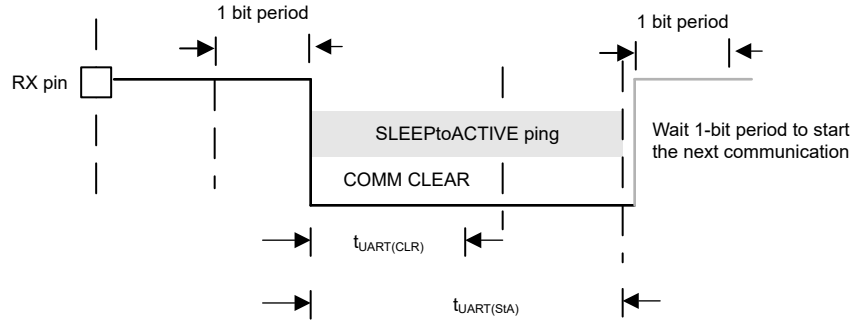 1 bit period
1 bit period
RX pin
SLEEPtoACTIVE ping
Wait 1-bit period to start
the next communication
COMM CLEAR
tUART(CLR)
tUART(StA)